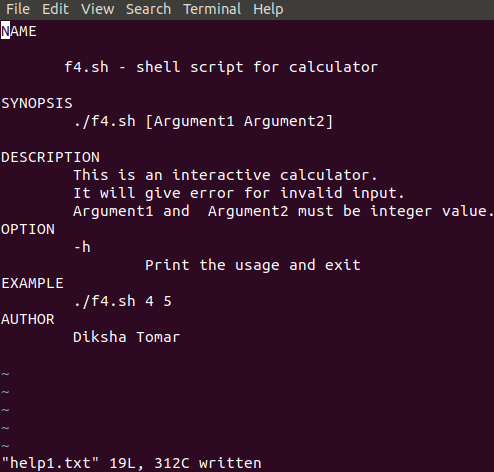 File Edit View Search Terminal Help
NAME
f4.sh - shell script for calculator
SYNOPSIS
./f4.sh [Argument1 Argument2]
DESCRIPTION
This is an interactive calculator.
It will give error for invalid input.
Argument1 and  Argument2 must be integer value.
OPTION
-h
Print the usage and exit
EXAMPLE
./f4.sh 4 5
AUTHOR
Diksha Tomar
~
~
~
~
~
"help1.txt" 19L, 312C written